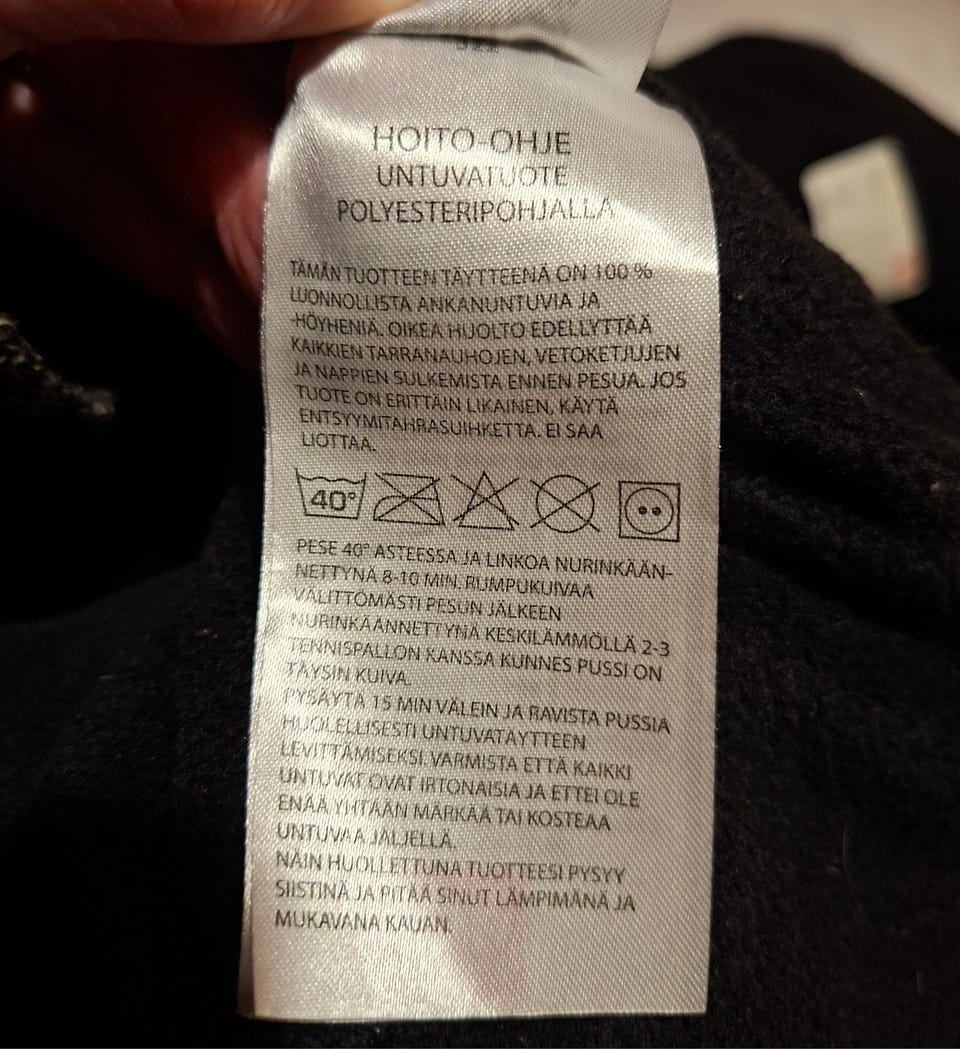 HOITO-OHJE
UNTUVATUOTE
POLYESTERIPOHJALLA
TÄMÄN TUOTTEEN TÄYTTEENÄ ON 100 %
LUONNOLLISTA ANKANUNTUVIA JA
-HÖYHENIÄ. OIKEA HUOLTO EDELLYTTÄÄ
KAIKKIEN TARRANAUHOJEN, VETOKETJUJEN
JA NAPPIEN SULKEMISTA ENNEN PESUA. JOS
TUOTE ON ERITTÄIN LIKAINEN, KÄYTÄ
ENTSYYMITAHRASUIHKETTA. EI SAA
LIOTTAA.
40°
PESE 40° ASTEESSA JA LINKOA NURINKÄÄN-
NETTYNÄ 8-10 MIN. RUMPUKUIVAA
VÄLITTÖMÄSTI PESUN JÄLKEEN
NURINKÄÄNNETTYNÄ KESKILÄMMÖLLÄ 2-3
TENNISPALLON KANSSA KUNNES PUSSI ON
TÄYSIN KUIVA.
PYSÄYTÄ 15 MIN VÄLEIN JA RAVISTA PUSSIA
HUOLELLISESTI UNTUVATÄYTTEEN
LEVITTÄMISEKSI. VARMISTA ETTÄ KAIKKI
UNTUVAT OVAT IRTONAISIA JA ETTEI OLE
ENÄÄ YHTÄÄN MÄRKÄÄ TAI KOSTEAA
UNTUVAA JÄLJELLÄ.
NÄIN HUOLLETTUNA TUOTTEESI PYSYY
SIISTINÄ JA PITÄÄ SINUT LÄMPIMÄNÄ JA
MUKAVANA KAUAN.